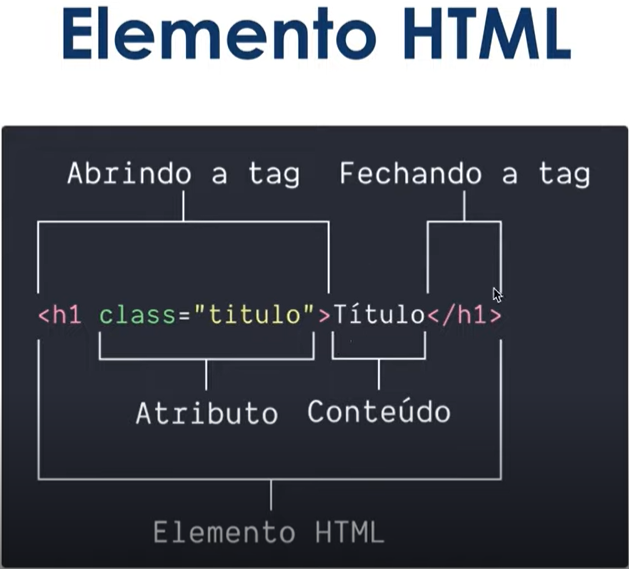 Elemento HTML
Abrindo a tag Fechando a tag
<h1 class="titulo">Título</h1>
Atributo Conteúdo
Elemento HTML